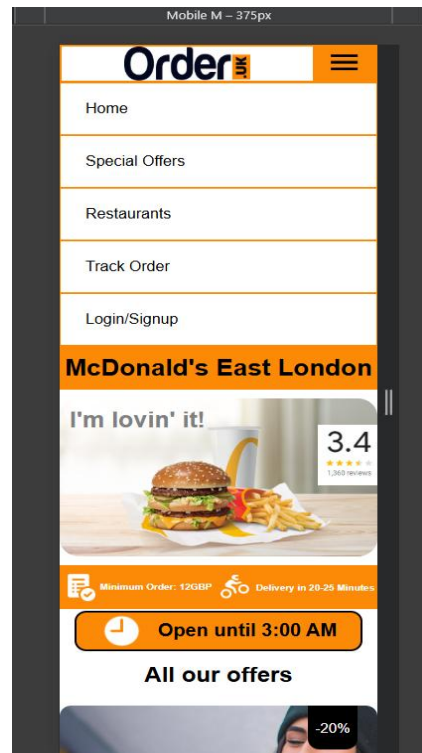 Mobile M – 375px
Order.UK
Home
Special Offers
Restaurants
Track Order
Login/Signup
McDonald's East London
I'm lovin' it!
3.4
1,360 reviews
Minimum Order: 12GBP
Delivery in 20-25 Minutes
Open until 3:00 AM
All our offers
-20%